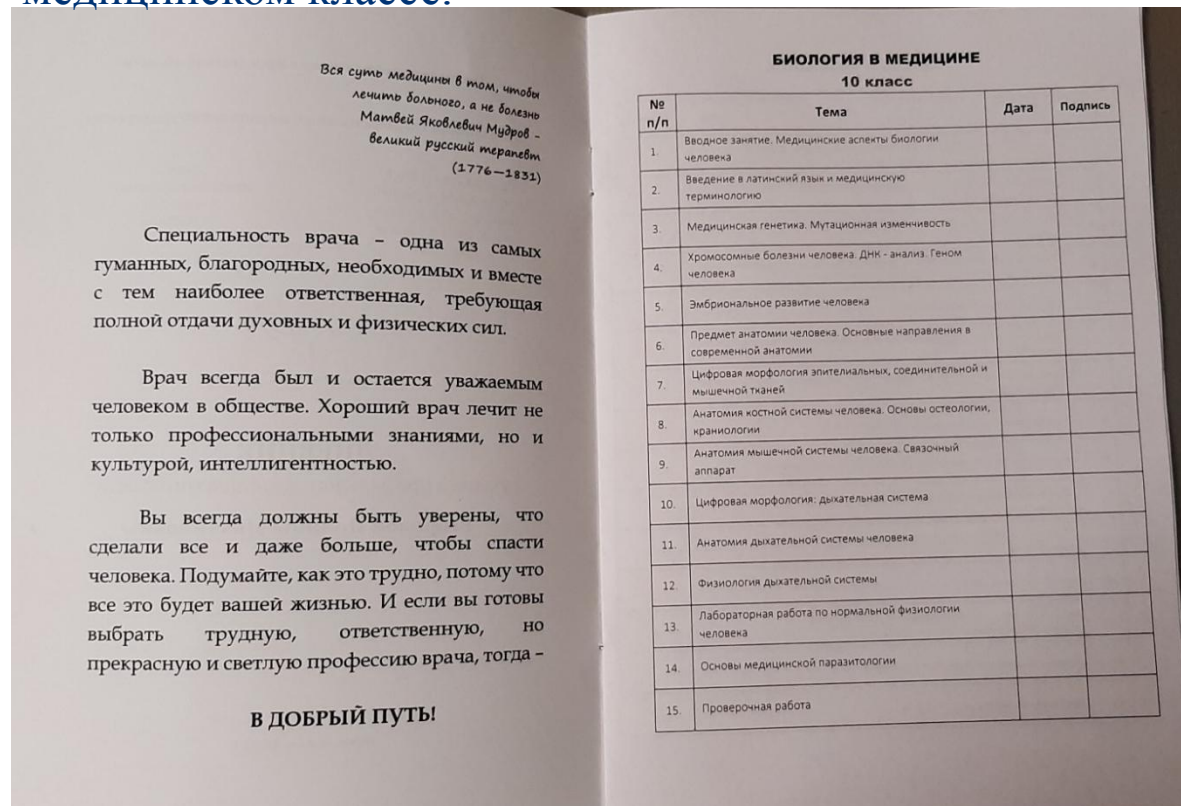 медицинском классе.
Вся суть медицины в том, чтобы
лечить больного, а не болезнь
Матвей Яковлевич Мудров –
великий русский терапевт
(1776—1831)
Специальность врача – одна из самых
гуманных, благородных, необходимых и вместе
с тем наиболее ответственная, требующая
полной отдачи духовных и физических сил.
Врач всегда был и остается уважаемым
человеком в обществе. Хороший врач лечит не
только профессиональными знаниями, но и
культурой, интеллигентностью.
Вы всегда должны быть уверены, что
сделали все и даже больше, чтобы спасти
человека. Подумайте, как это трудно, потому что
все это будет вашей жизнью. И если вы готовы
выбрать трудную, ответственную, но
прекрасную и светлую профессию врача, тогда –
В ДОБРЫЙ ПУТЬ!
БИОЛОГИЯ В МЕДИЦИНЕ
10 класс
№ п/п Тема Дата Подпись
1. Вводное занятие. Медицинские аспекты биологии
человека
2. Введение в латинский язык и медицинскую
терминологию
3. Медицинская генетика. Мутационная изменчивость
4. Хромосомные болезни человека. ДНК - анализ. Геном
человека
5. Эмбриональное развитие человека
6. Предмет анатомии человека. Основные направления в
современной анатомии
7. Цифровая морфология эпителиальных, соединительной и
мышечной тканей
8. Анатомия костной системы человека. Основы остеологии,
краниологии
9. Анатомия мышечной системы человека. Связочный
аппарат
10. Цифровая морфология: дыхательная система
11. Анатомия дыхательной системы человека
12. Физиология дыхательной системы
13. Лабораторная работа по нормальной физиологии
человека
14. Основы медицинской паразитологии
15. Проверочная работа